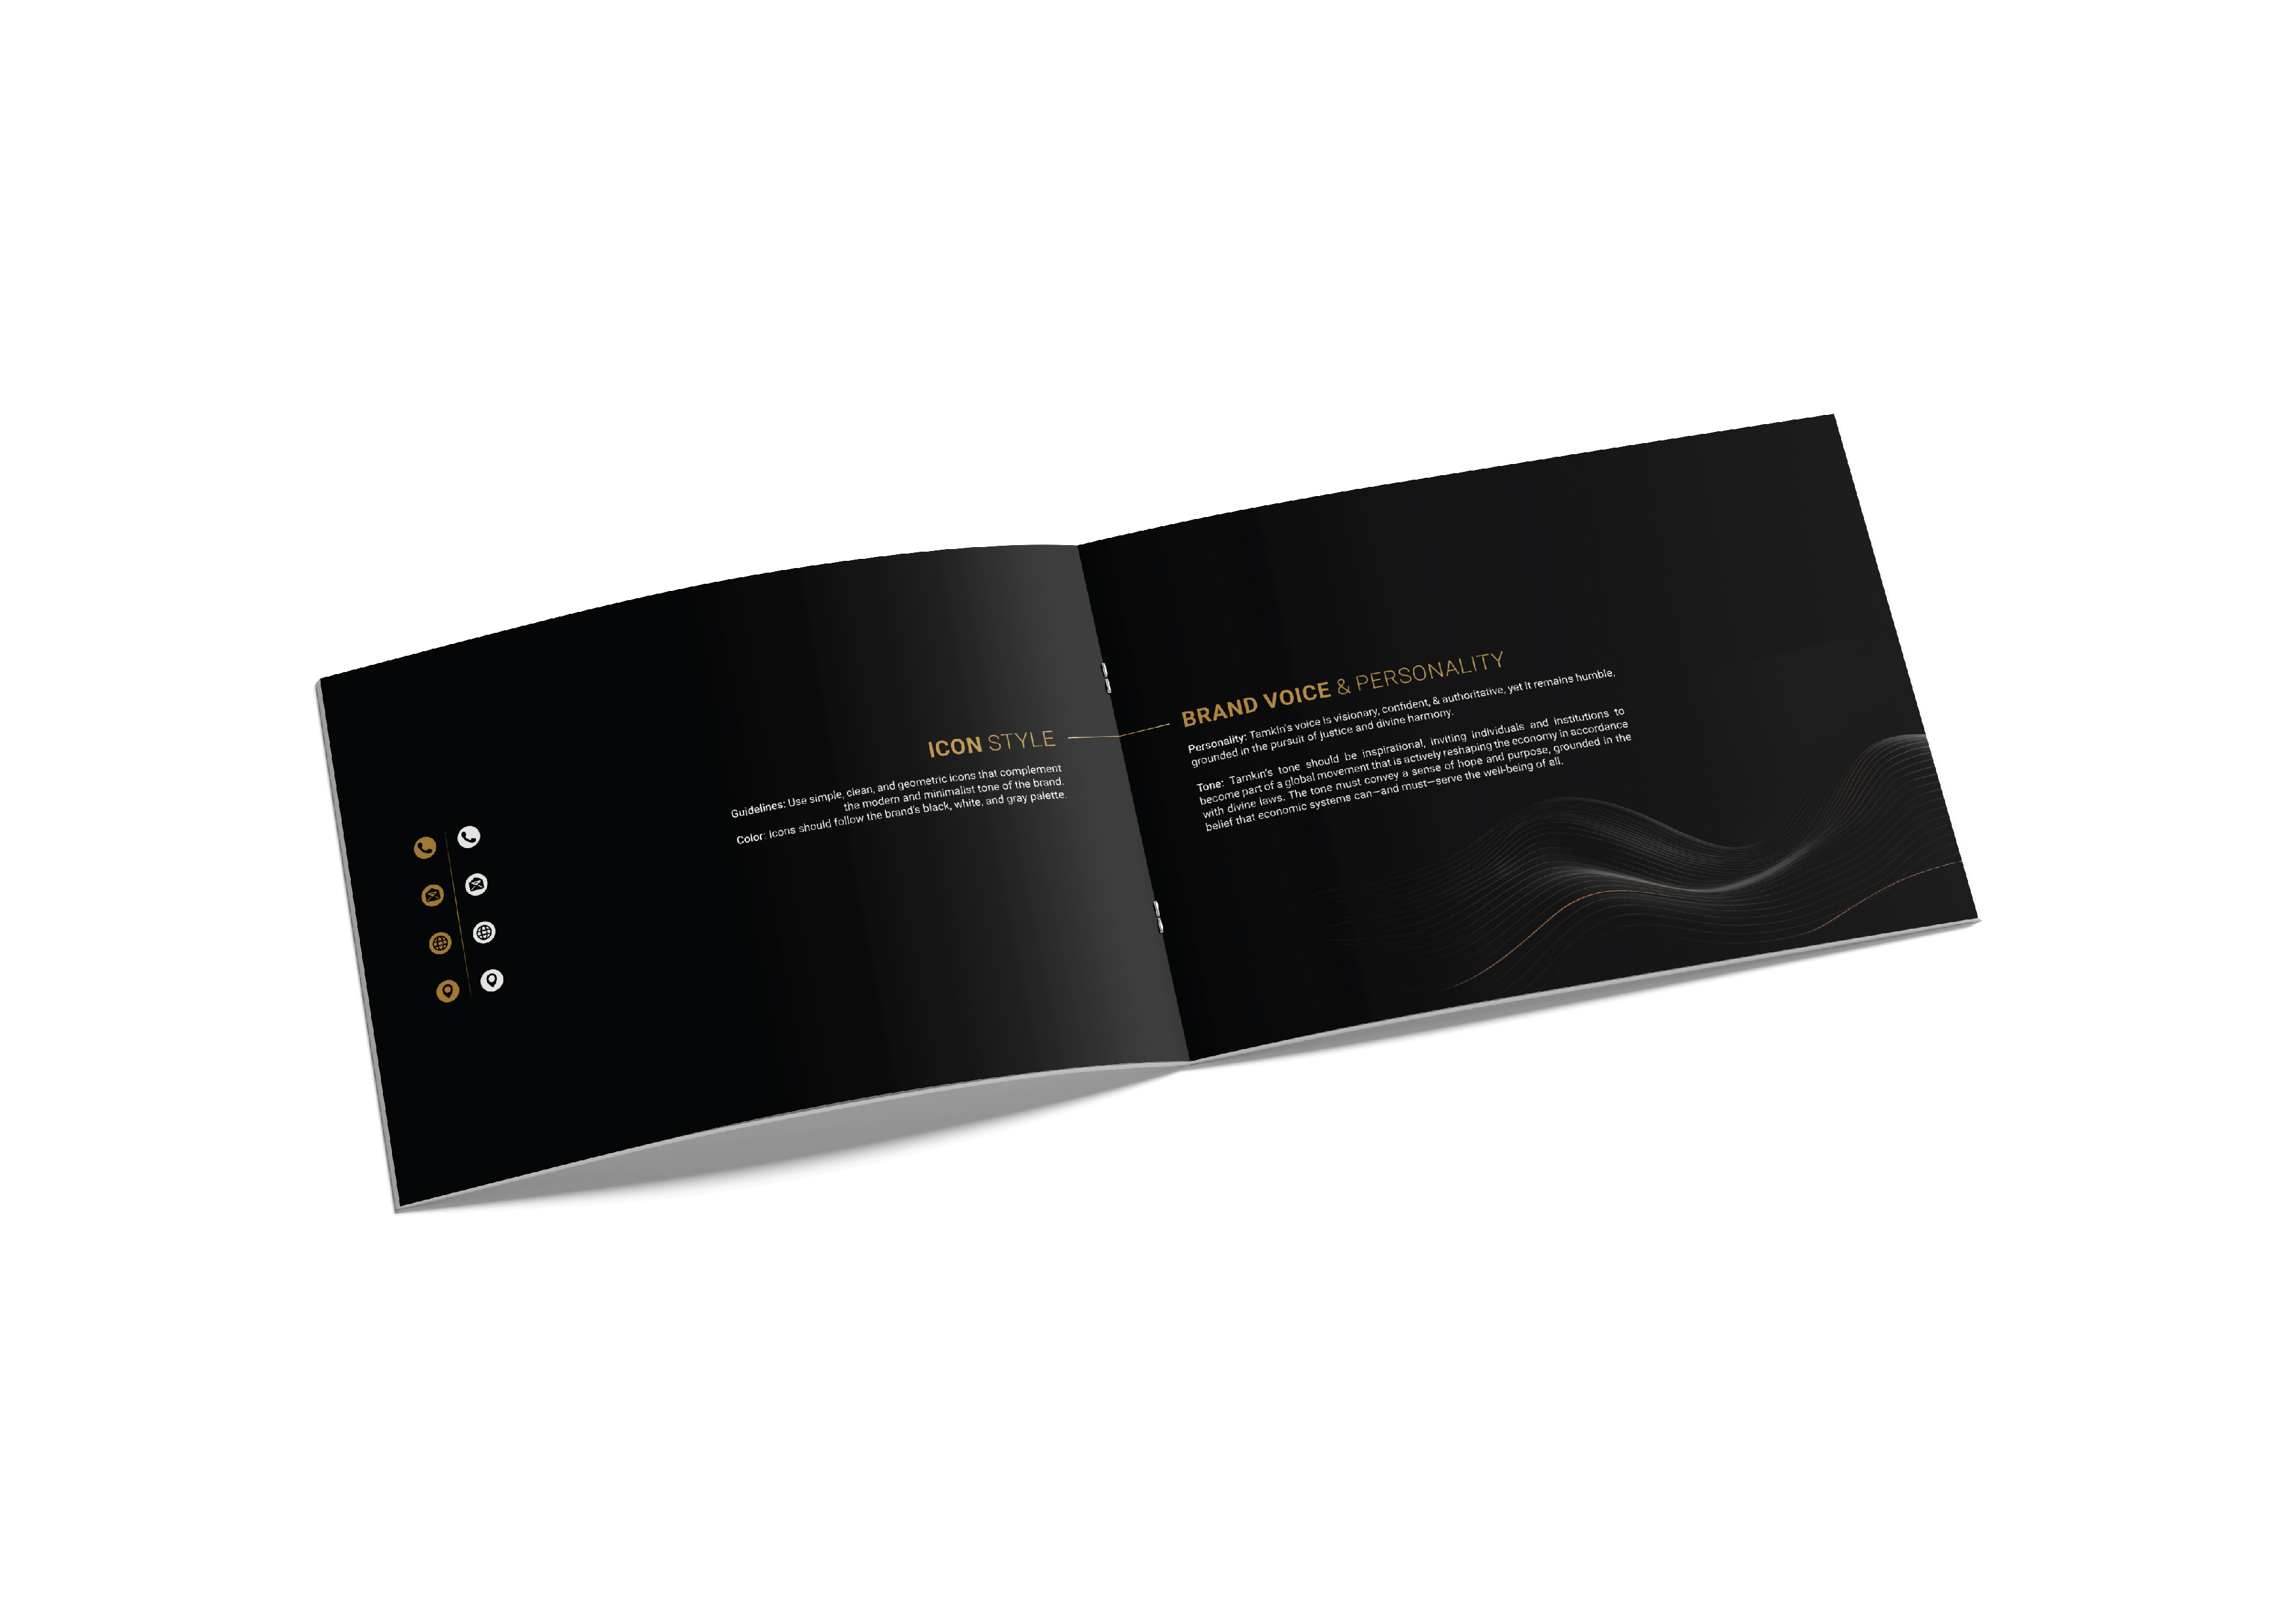 ICON STYLE
Guidelines: Use simple, clean, and geometric icons that complement
the modern and minimalist tone of the brand.
Color: Icons should follow the brand's black, white, and gray palette.
BRAND VOICE & PERSONALITY
Personality: Tamkin's voice is visionary, confident, & authoritative, yet it remains humble,
grounded in the pursuit of justice and divine harmony.
Tone: Tamkin's tone should be inspirational, inviting individuals and institutions to
become part of a global movement that is actively reshaping the economy in accordance
with divine laws. The tone must convey a sense of hope and purpose, grounded in the
belief that economic systems can—and must—serve the well-being of all.